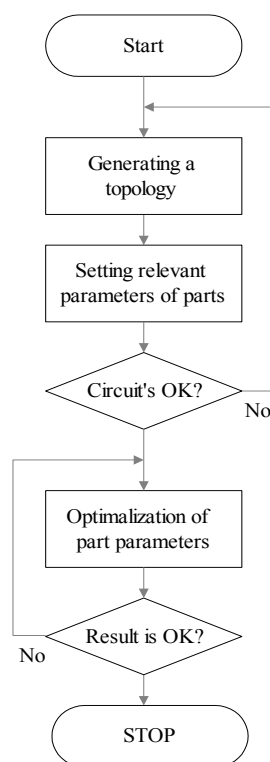 Start
Generating a
topology
Setting relevant
parameters of parts
Circuit's OK?
No
Optimalization of
part parameters
Result is OK?
No
STOP